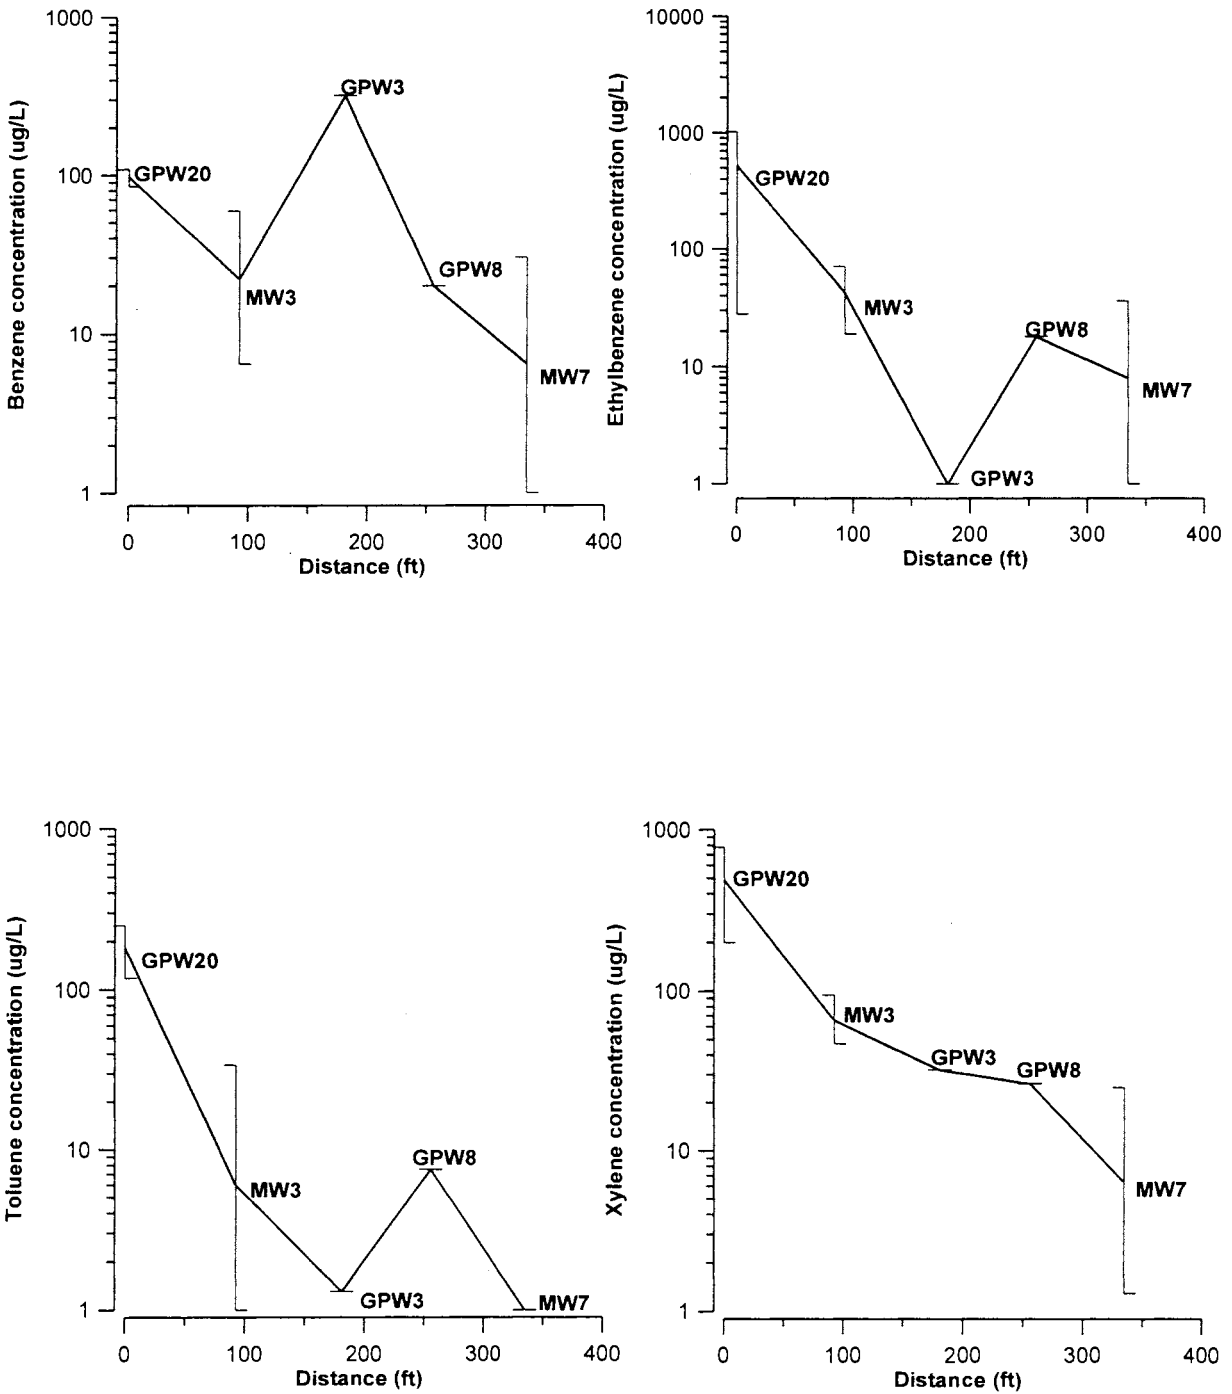 Benzene concentration (ug/L)
1000
100
10
1
GPW20
MW3
GPW3
GPW8
MW7
0 100 200 300 400
Distance (ft)
Ethylbenzene concentration (ug/L)
10000
1000
100
10
1
GPW20
MW3
GPW3
GPW8
MW7
0 100 200 300 400
Distance (ft)
Toluene concentration (ug/L)
1000
100
10
1
GPW20
MW3
GPW3
GPW8
MW7
0 100 200 300 400
Distance (ft)
Xylene concentration (ug/L)
1000
100
10
1
GPW20
MW3
GPW3
GPW8
MW7
0 100 200 300 400
Distance (ft)